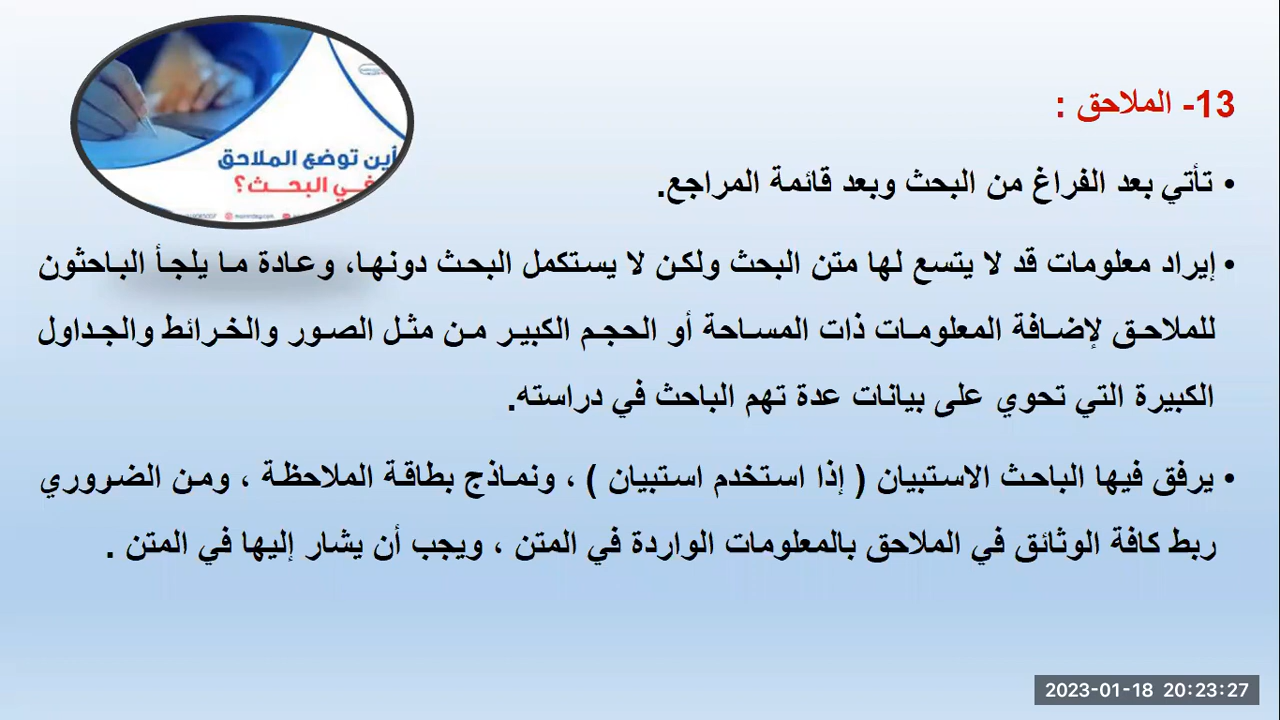 13- الملاحق :
أين توضع الملاحق
في البحث؟
• تأتي بعد الفراغ من البحث وبعد قائمة المراجع.
• إيراد معلومات قد لا يتسع لها متن البحث ولكن لا يستكمل البحث دونها، وعادة ما يلجأ الباحثون
للملاحق لإضافة المعلومات ذات المساحة أو الحجم الكبير من مثل الصور والخرائط والجداول
الكبيرة التي تحوي على بيانات عدة تهم الباحث في دراسته.
• يرفق فيها الباحث الاستبيان ( إذا استخدم استبيان ) ، ونماذج بطاقة الملاحظة ، ومن الضروري
ربط كافة الوثائق في الملاحق بالمعلومات الواردة في المتن ، ويجب أن يشار إليها في المتن .
2023-01-18 20:23:27